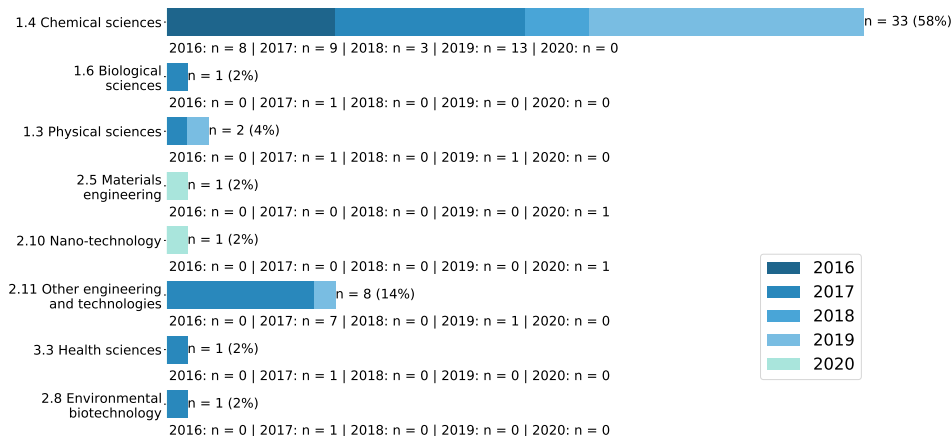 1.4 Chemical sciences
n = 33 (58%)
2016: n = 8 | 2017: n = 9 | 2018: n = 3 | 2019: n = 13 | 2020: n = 0
1.6 Biological
sciences
n = 1 (2%)
2016: n = 0 | 2017: n = 1 | 2018: n = 0 | 2019: n = 0 | 2020: n = 0
1.3 Physical sciences
n = 2 (4%)
2016: n = 0 | 2017: n = 1 | 2018: n = 0 | 2019: n = 1 | 2020: n = 0
2.5 Materials
engineering
n = 1 (2%)
2016: n = 0 | 2017: n = 0 | 2018: n = 0 | 2019: n = 0 | 2020: n = 1
2.10 Nano-technology
n = 1 (2%)
2016: n = 0 | 2017: n = 0 | 2018: n = 0 | 2019: n = 0 | 2020: n = 1
2.11 Other engineering
and technologies
n = 8 (14%)
2016: n = 0 | 2017: n = 7 | 2018: n = 0 | 2019: n = 1 | 2020: n = 0
3.3 Health sciences
n = 1 (2%)
2016: n = 0 | 2017: n = 1 | 2018: n = 0 | 2019: n = 0 | 2020: n = 0
2.8 Environmental
biotechnology
n = 1 (2%)
2016: n = 0 | 2017: n = 1 | 2018: n = 0 | 2019: n = 0 | 2020: n = 0
2016
2017
2018
2019
2020